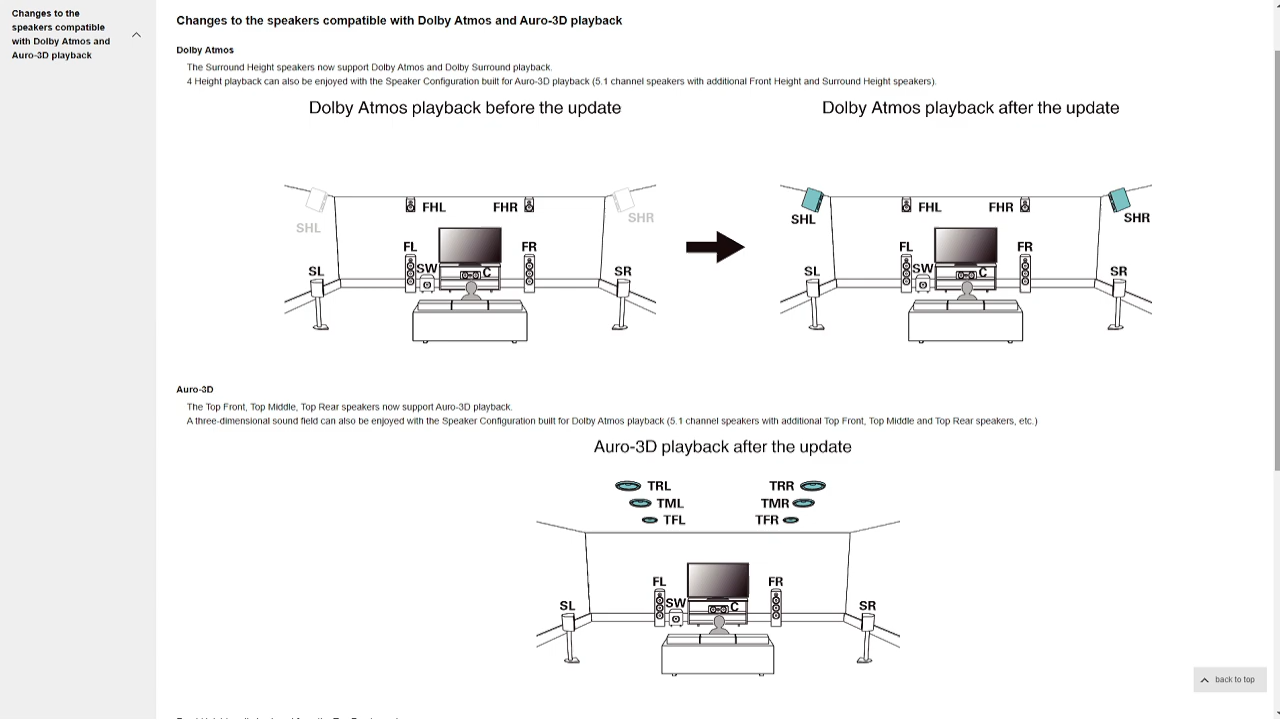 Changes to the
speakers compatible
with Dolby Atmos and
Auro-3D playback
Changes to the speakers compatible with Dolby Atmos and Auro-3D playback
Dolby Atmos
The Surround Height speakers now support Dolby Atmos and Dolby Surround playback.
4 Height playback can also be enjoyed with the Speaker Configuration built for Auro-3D playback (5.1 channel speakers with additional Front Height and Surround Height speakers).
Dolby Atmos playback before the update
SHL
FHL
FHR
SHR
FL
FR
SL
SW
C
SR
Dolby Atmos playback after the update
SHL
FHL
FHR
SHR
FL
FR
SL
SW
C
SR
Auro-3D
The Top Front, Top Middle, Top Rear speakers now support Auro-3D playback.
A three-dimensional sound field can also be enjoyed with the Speaker Configuration built for Dolby Atmos playback (5.1 channel speakers with additional Top Front, Top Middle and Top Rear speakers, etc.)
Auro-3D playback after the update
TRL
TRR
TML
TMR
TFL
TFR
FL
FR
SL
SW
C
SR
back to top